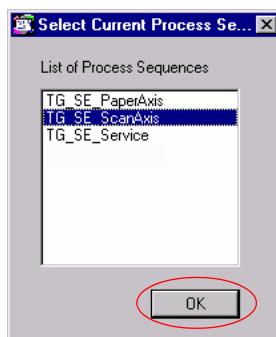 Select Current Process Se...
List of Process Sequences
TG_SE_PaperAxis
TG_SE_ScanAxis
TG_SE_Service
OK